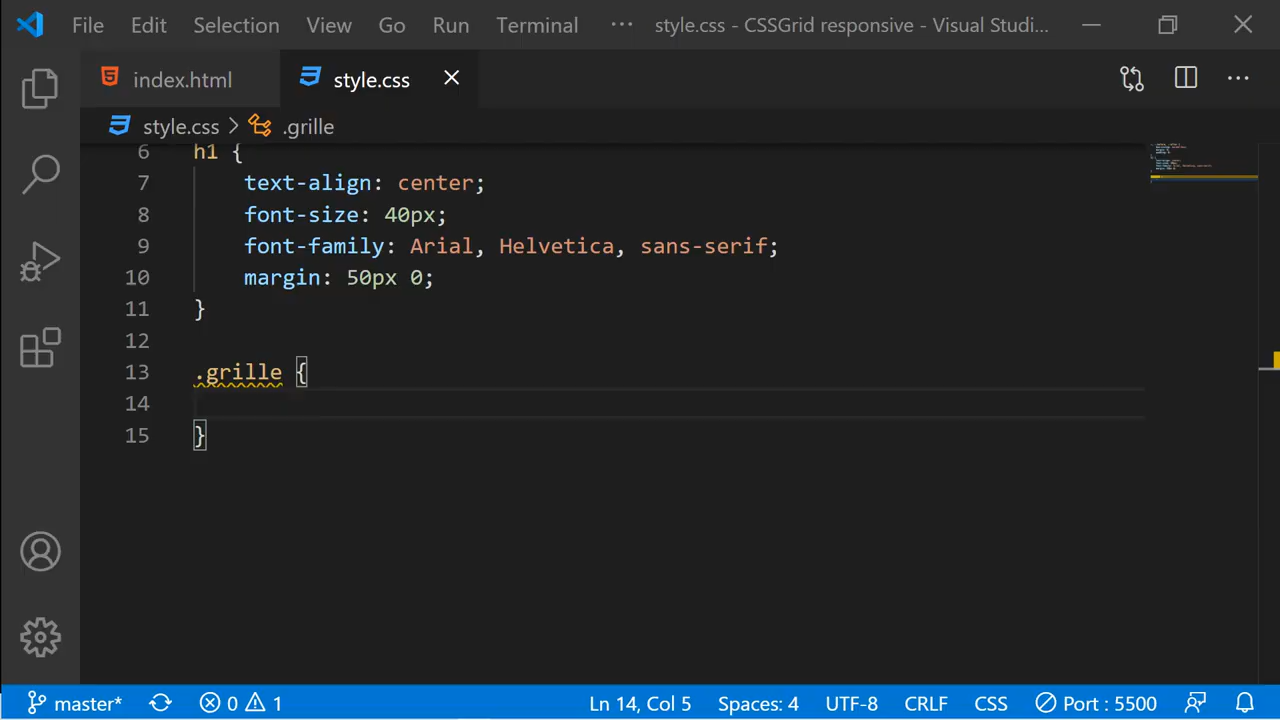 File Edit Selection View Go Run Terminal ··· style.css - CSSGrid responsive - Visual Studi...
index.html style.css
style.css > .grille
6 h1 {
7 text-align: center;
8 font-size: 40px;
9 font-family: Arial, Helvetica, sans-serif;
10 margin: 50px 0;
11 }
12
13 .grille {
14
15 }
master* 0 1 Ln 14, Col 5 Spaces: 4 UTF-8 CRLF CSS Port : 5500